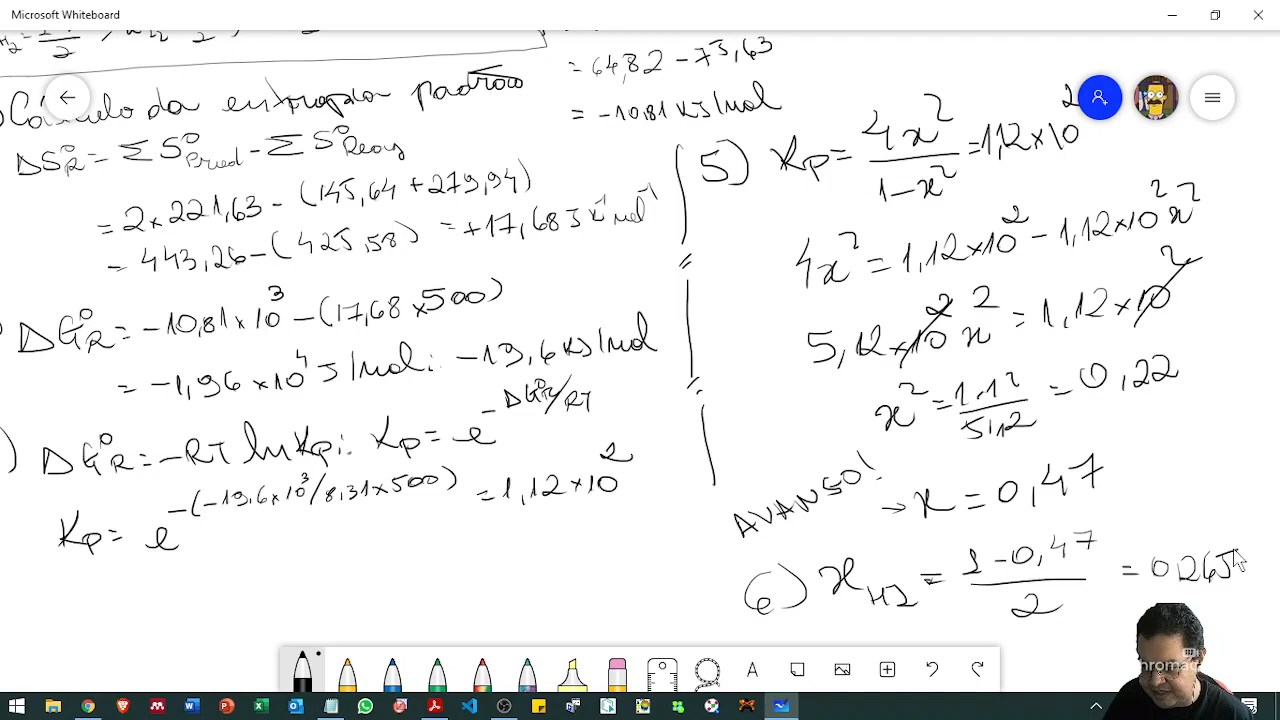 Microsoft Whiteboard
Cálculo da entropia padrão
ΔS°R = Σ S°Prod - Σ S°Reag
= 2 x 221,63 - (145,64 + 279,94)
= 443,26 - (425,58) = +17,68 J K⁻¹ mol⁻¹
ΔG°R = -10,81 x 10³ - (17,68 x 500)
= -1,96 x 10⁴ J/mol ∴ -19,6 KJ/mol
) ΔG°R = -RT ln Kp ∴ Kp = e^(-ΔG°R/RT)
Kp = e^(-(-19,6 x 10³/8,31 x 500)) = 1,12 x 10²
= 64,82 - 75,63
= -10,81 KJ/mol
5) Kp = 4x²/(1-x²) = 1,12 x 10²
4x² = 1,12 x 10² - 1,12 x 10² x²
5,12 x 10² x² = 1,12 x 10²
x² = 1,12/5,12 = 0,22
AVANÇO! → x = 0,47
6) xH2 = (1 - 0,47)/2 = 0,265
A